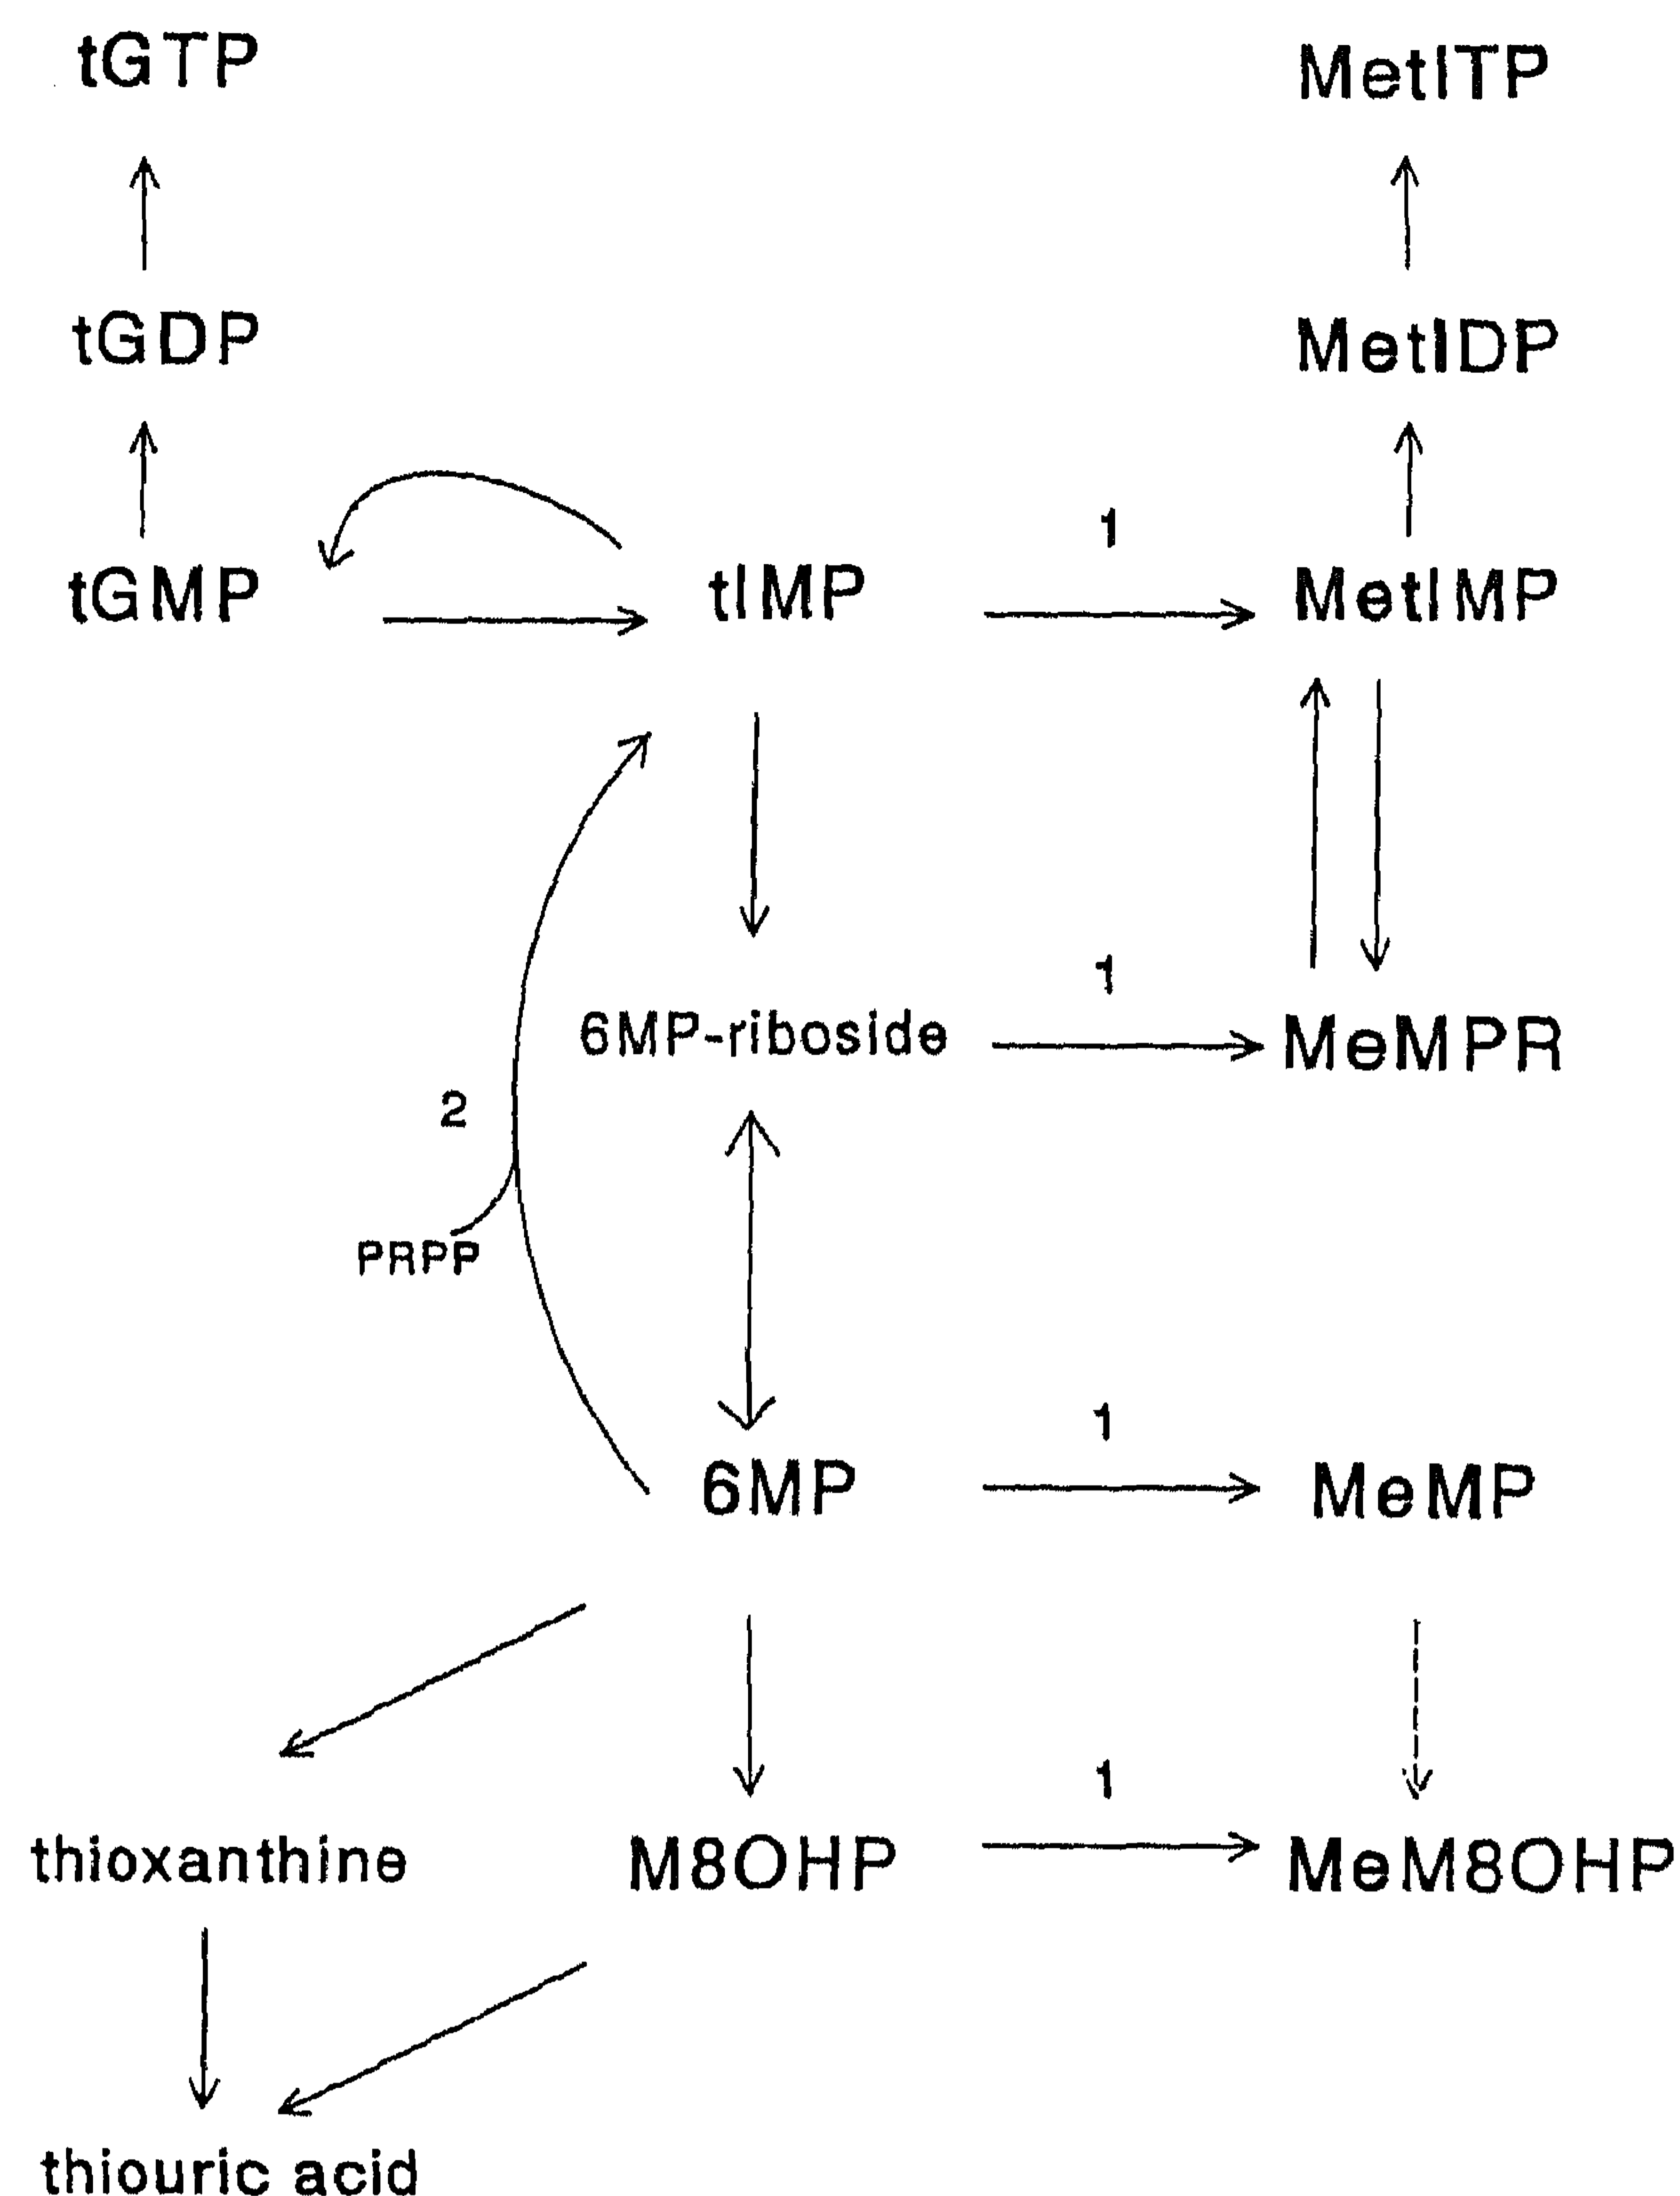 tGTP MetITP
tGDP MetIDP
1
tGMP tIMP MetIMP
1
6MP-riboside MeMPR
2
PRPP
1
6MP MeMP
1
thioxanthine M8OHP MeM8OHP
thiouric acid